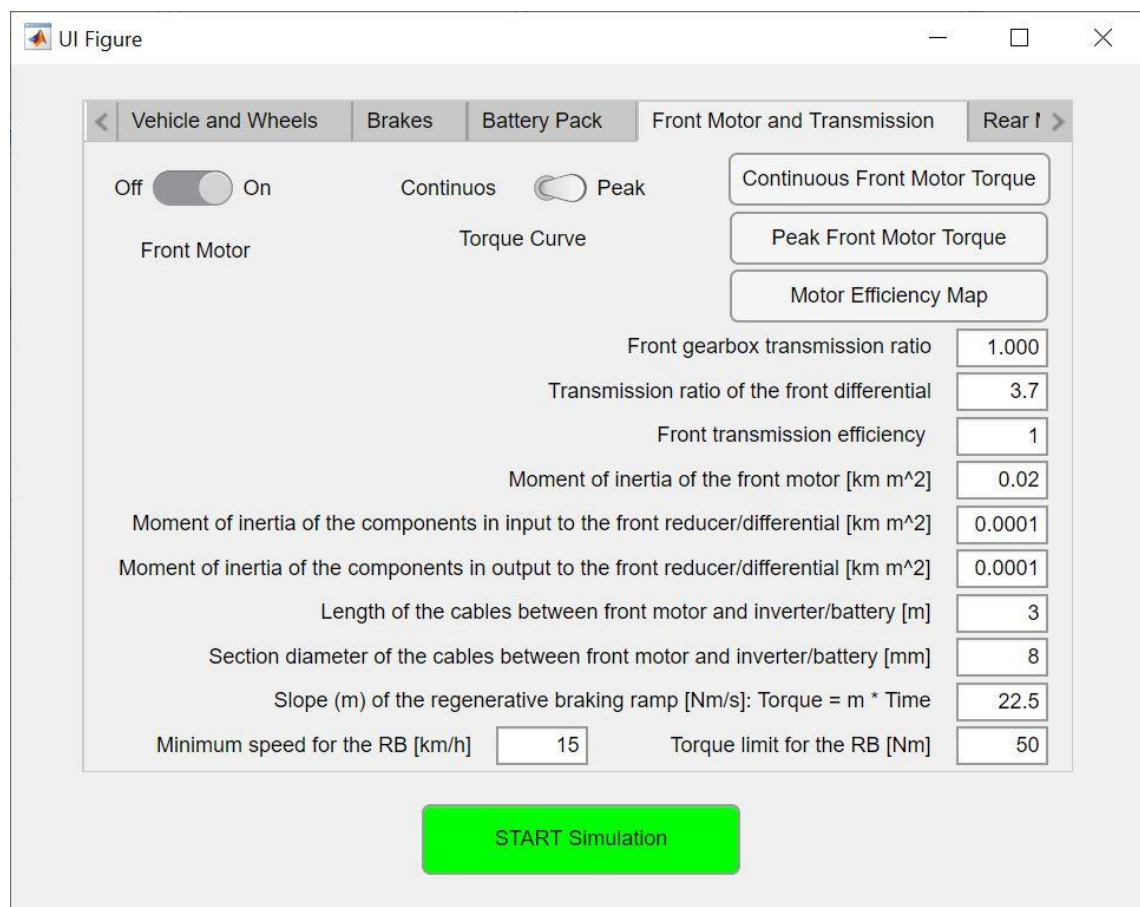 UI Figure
Vehicle and Wheels Brakes Battery Pack Front Motor and Transmission Rear
Off On Continuos Peak Continuous Front Motor Torque
Front Motor Torque Curve Peak Front Motor Torque
Motor Efficiency Map
Front gearbox transmission ratio 1.000
Transmission ratio of the front differential 3.7
Front transmission efficiency 1
Moment of inertia of the front motor [km m^2] 0.02
Moment of inertia of the components in input to the front reducer/differential [km m^2] 0.0001
Moment of inertia of the components in output to the front reducer/differential [km m^2] 0.0001
Length of the cables between front motor and inverter/battery [m] 3
Section diameter of the cables between front motor and inverter/battery [mm] 8
Slope (m) of the regenerative braking ramp [Nm/s]: Torque = m * Time 22.5
Minimum speed for the RB [km/h] 15 Torque limit for the RB [Nm] 50
START Simulation